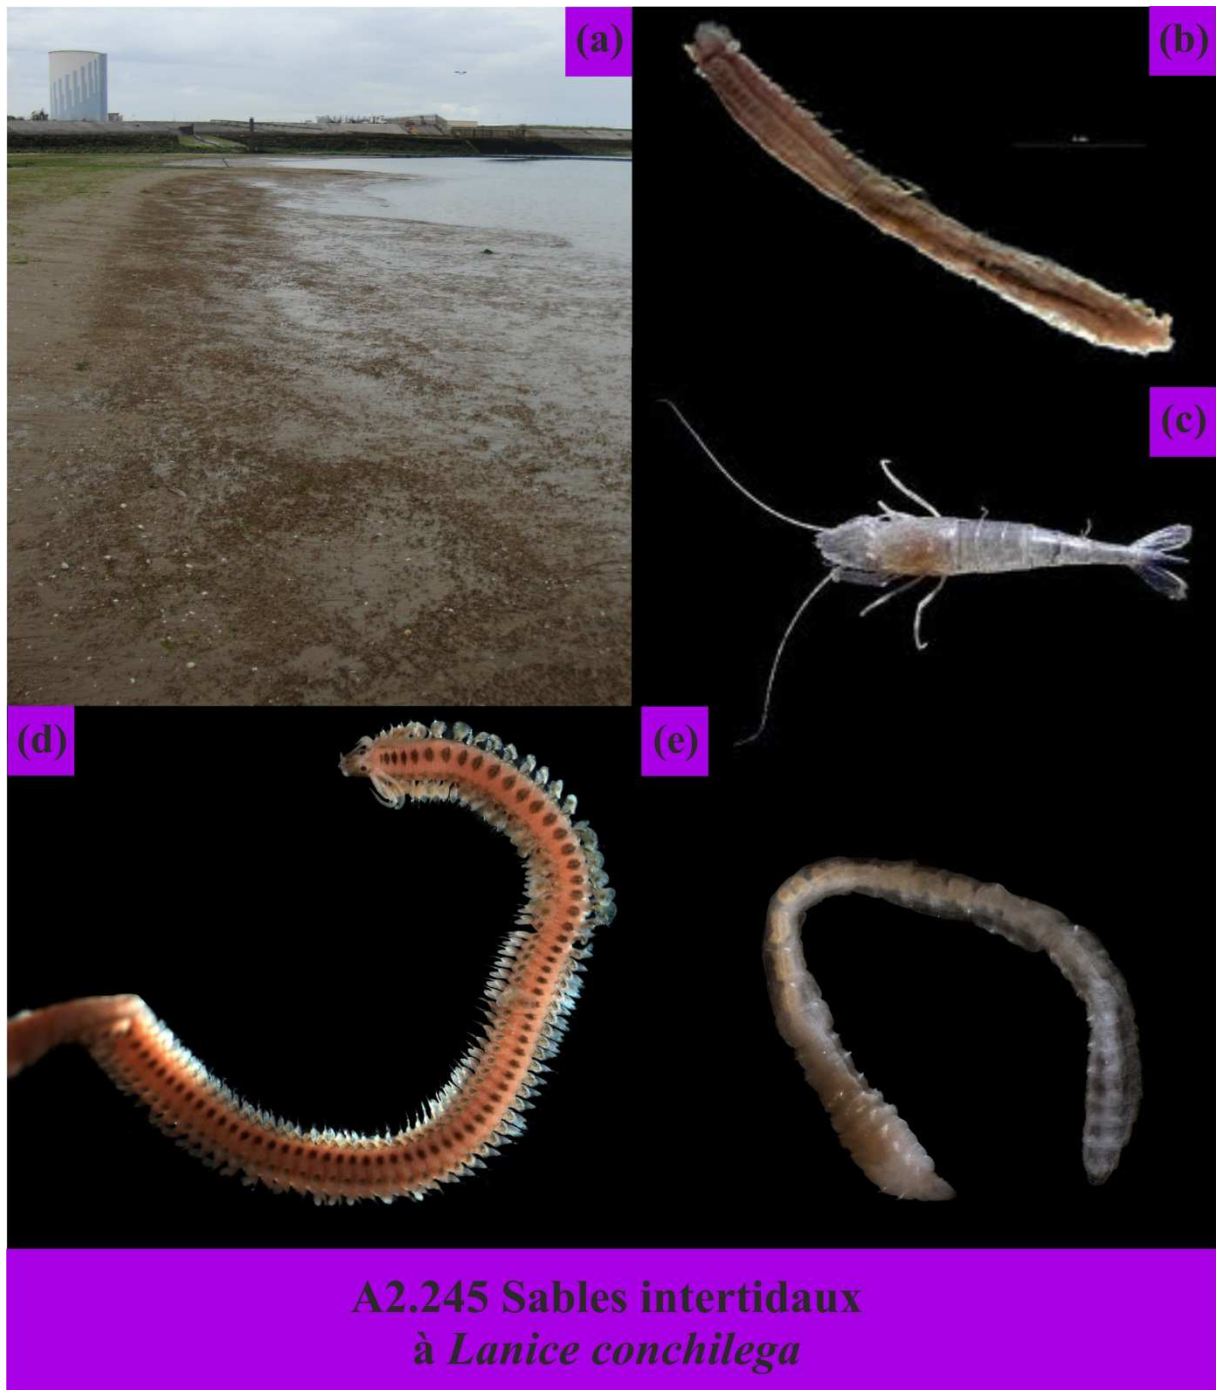 (a)
(b)
(c)
(d)
(e)
A2.245 Sables intertidaux
à Lanice conchilega